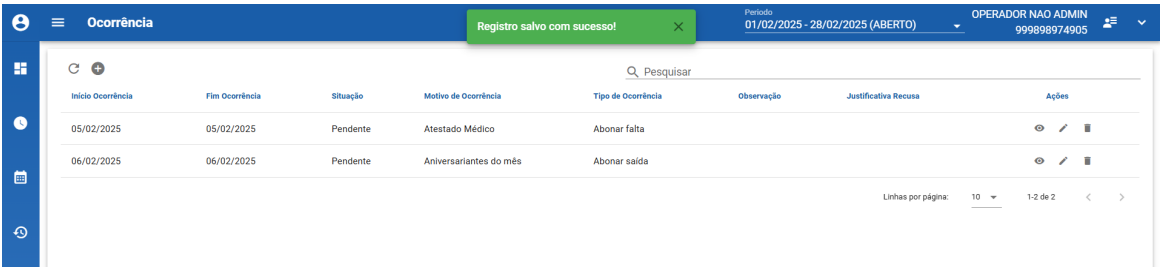 Ocorrência
Registro salvo com sucesso!
Período
01/02/2025 - 28/02/2025 (ABERTO)
OPERADOR NAO ADMIN
999898974905
Pesquisar
Início Ocorrência Fim Ocorrência Situação Motivo de Ocorrência Tipo de Ocorrência Observação Justificativa Recusa Ações
05/02/2025 05/02/2025 Pendente Atestado Médico Abonar falta
06/02/2025 06/02/2025 Pendente Aniversariantes do mês Abonar saída
Linhas por página: 10 1-2 de 2